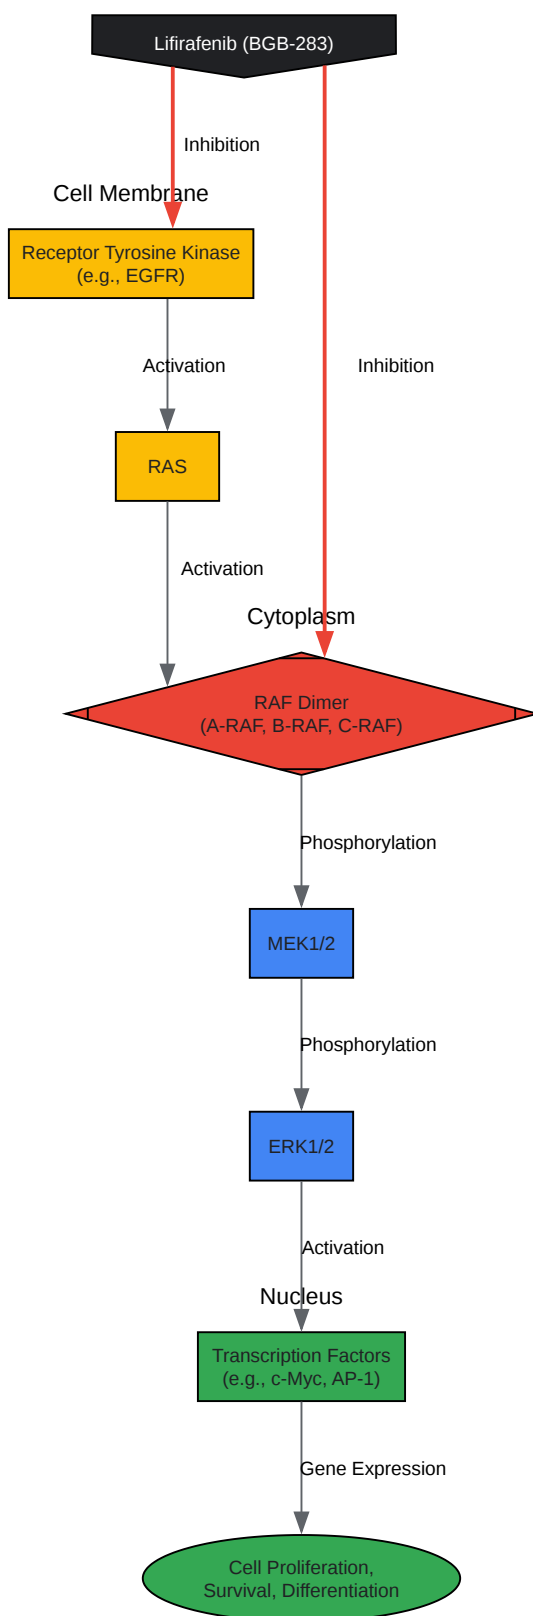 Lifirafenib (BGB-283)
Inhibition
Cell Membrane
Receptor Tyrosine Kinase
(e.g., EGFR)
Activation
Inhibition
RAS
Activation
Cytoplasm
RAF Dimer
(A-RAF, B-RAF, C-RAF)
Phosphorylation
MEK1/2
Phosphorylation
ERK1/2
Activation
Nucleus
Transcription Factors
(e.g., c-Myc, AP-1)
Gene Expression
Cell Proliferation,
Survival, Differentiation